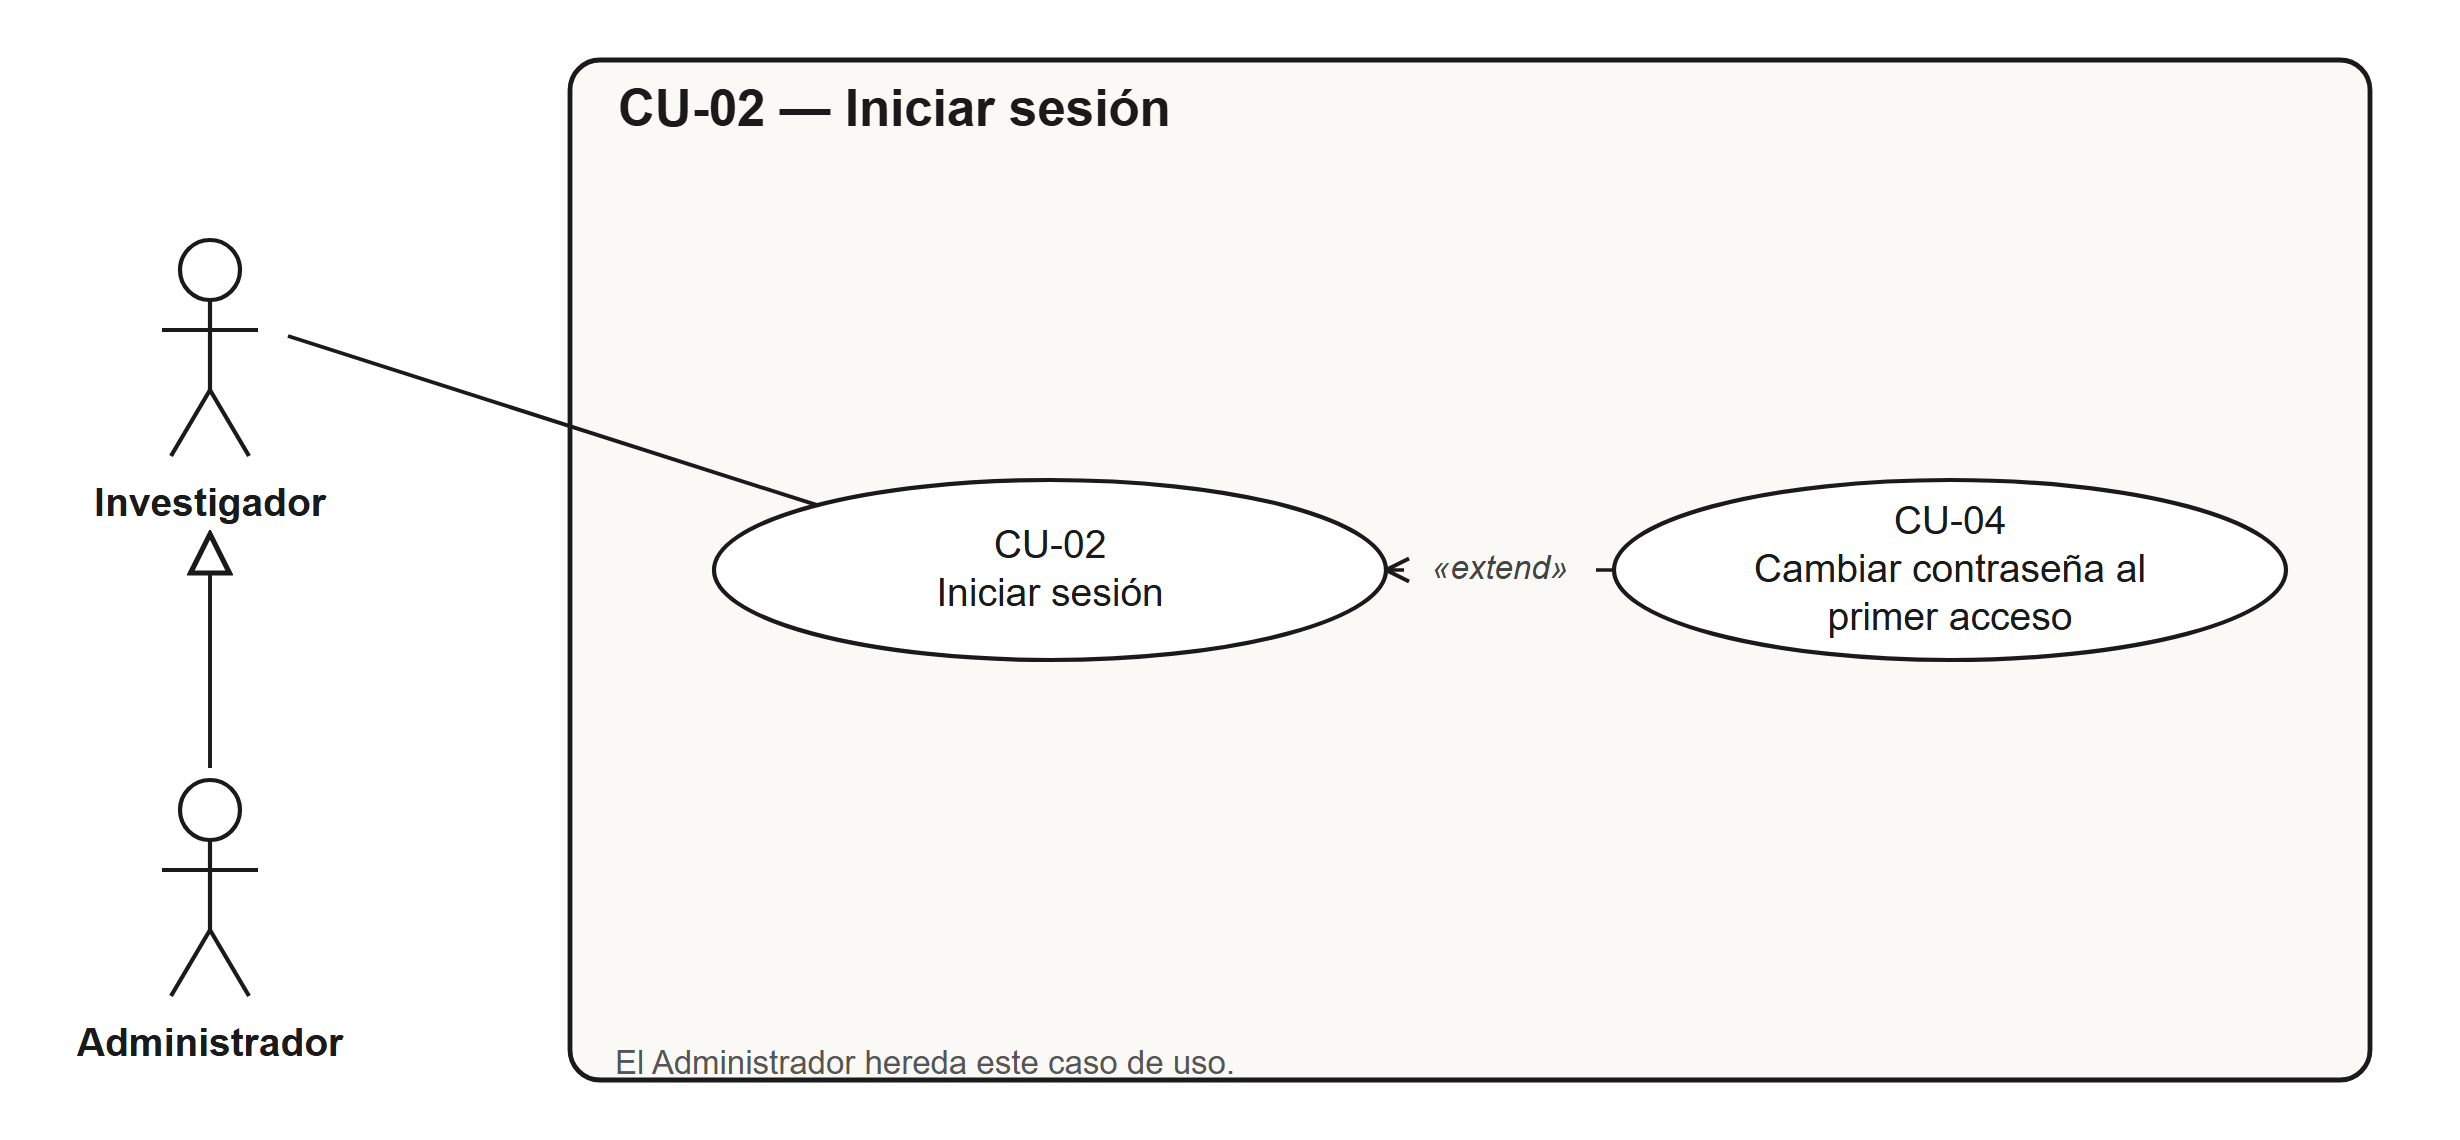 CU-02 — Iniciar sesión
Investigador
CU-02
Iniciar sesión
«extend»
CU-04
Cambiar contraseña al
primer acceso
Administrador
El Administrador hereda este caso de uso.